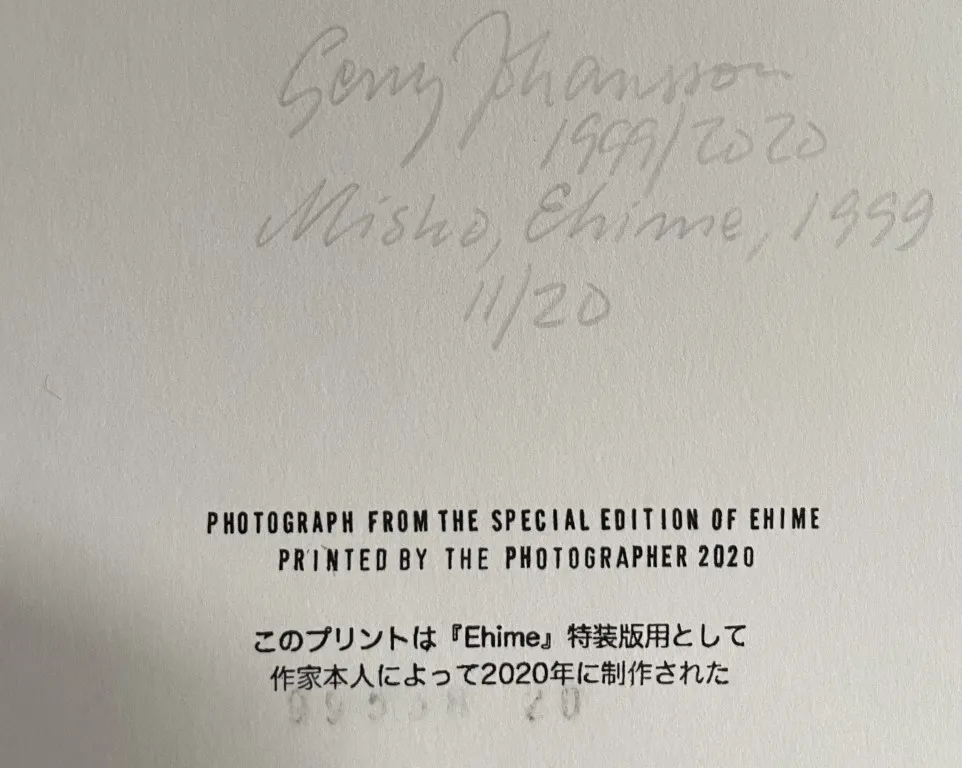 Gerry Johansson
1999/2020
Misho, Ehime, 1999
11/20
PHOTOGRAPH FROM THE SPECIAL EDITION OF EHIME
PRINTED BY THE PHOTOGRAPHER 2020
このプリントは『Ehime』特装版用として
作家本人によって2020年に制作された